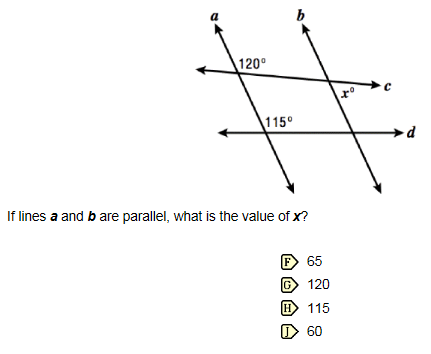 a b
120° c
x°
115° d
If lines a and b are parallel, what is the value of x?
F 65
G 120
H 115
J 60